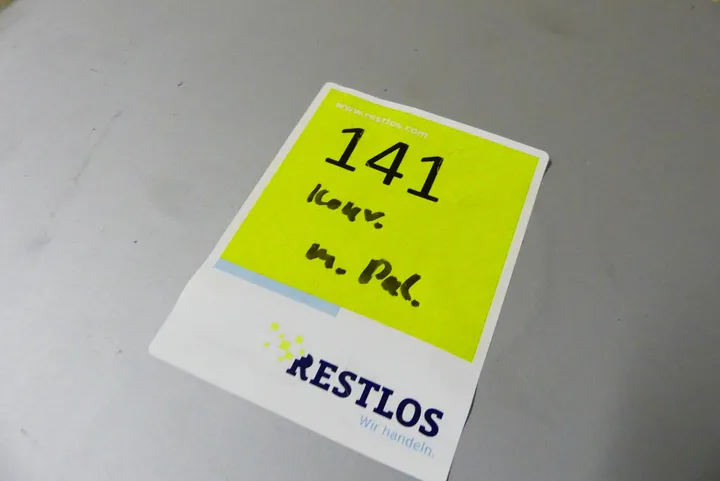 www.restlos.com
141
Konv.
m. Pal.
RESTLOS
Wir handeln.